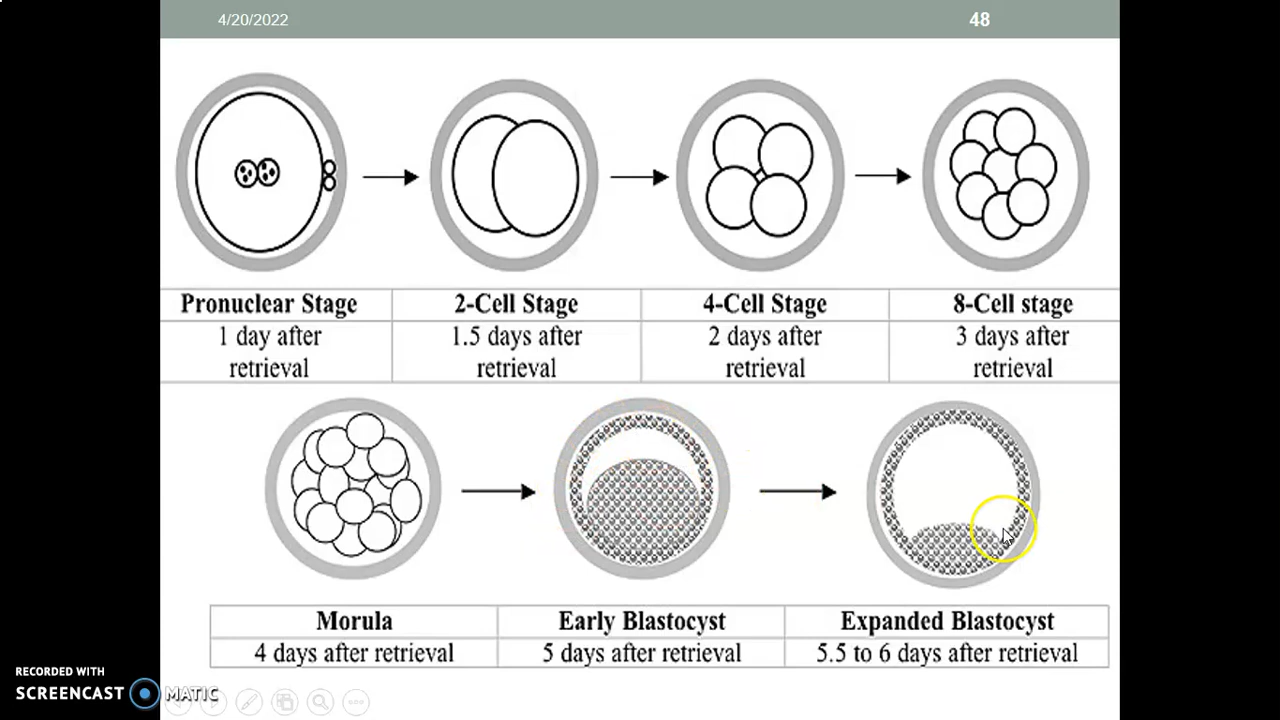 4/20/2022 48
Pronuclear Stage 2-Cell Stage 4-Cell Stage 8-Cell stage
1 day after 1.5 days after 2 days after 3 days after
retrieval retrieval retrieval retrieval
Morula Early Blastocyst Expanded Blastocyst
4 days after retrieval 5 days after retrieval 5.5 to 6 days after retrieval
RECORDED WITH
SCREENCAST MATIC